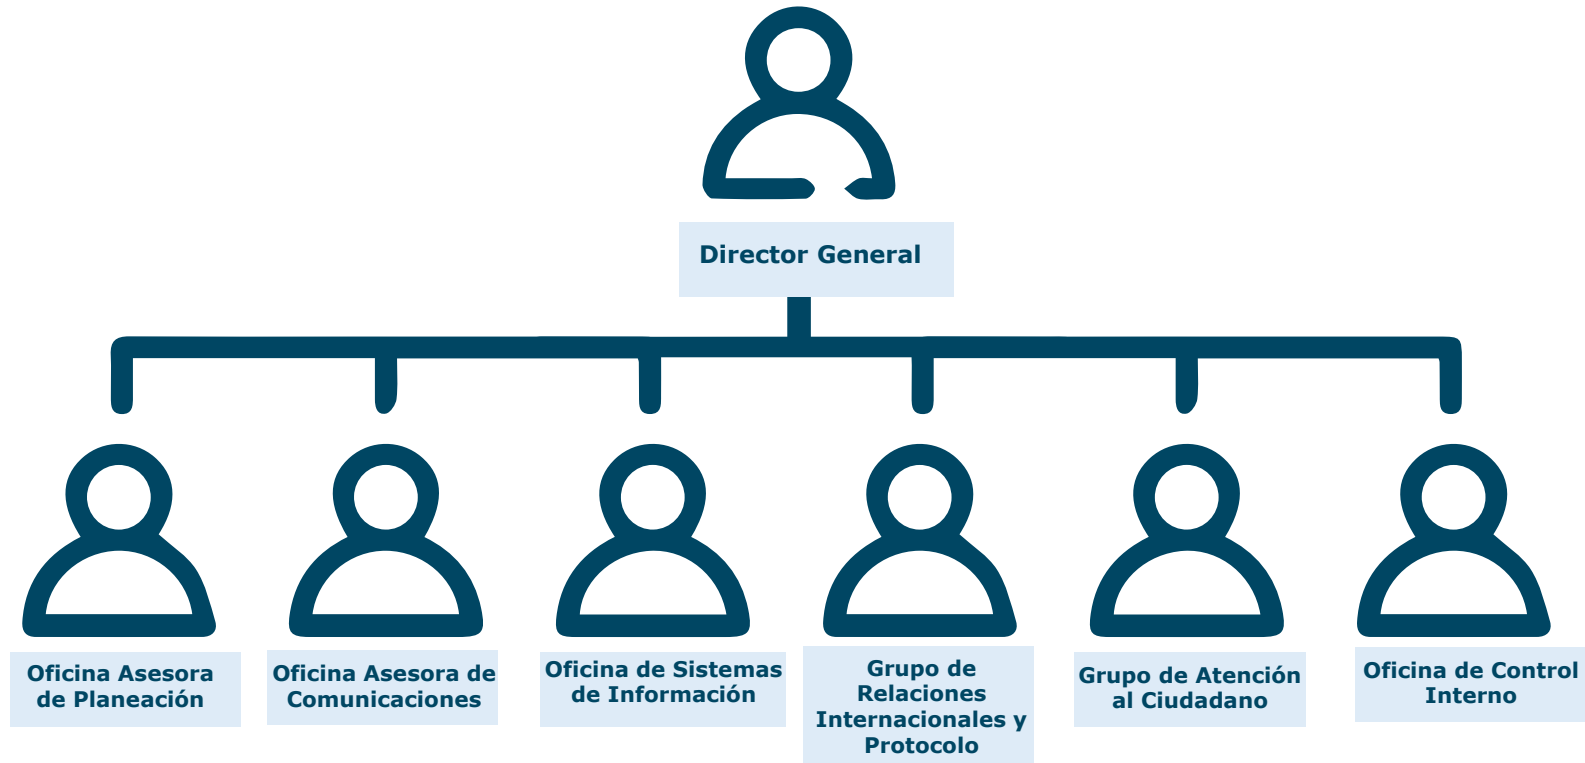 Director General
Oficina Asesora
de Planeación
Oficina Asesora de
Comunicaciones
Oficina de Sistemas
de Información
Grupo de
Relaciones
Internacionales y
Protocolo
Grupo de Atención
al Ciudadano
Oficina de Control
Interno